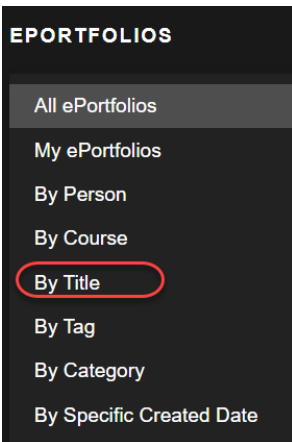 EPORTFOLIOS
All ePortfolios
My ePortfolios
By Person
By Course
By Title
By Tag
By Category
By Specific Created Date